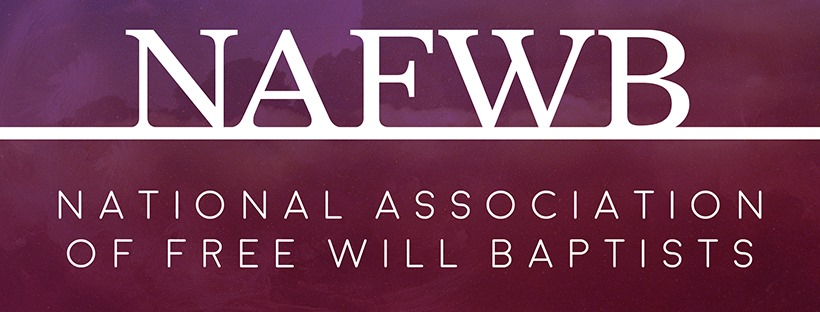 NAFWB
NATIONAL ASSOCIATION
OF FREE WILL BAPTISTS